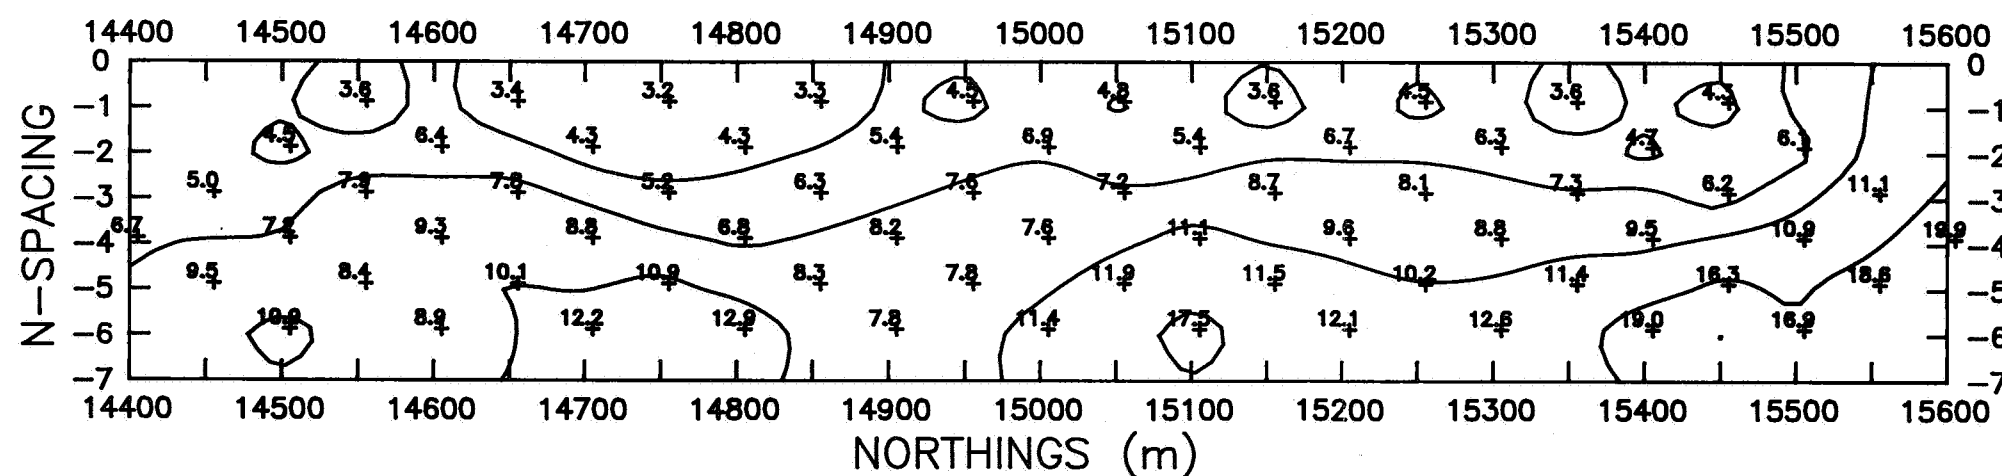 14400 14500 14600 14700 14800 14900 15000 15100 15200 15300 15400 15500 15600
0 0
3.6 3.4 3.2 3.3 4.5 4.8 3.6 4.5 3.6 4.3
-1 -1
4.5 6.4 4.3 4.3 5.4 6.9 5.4 6.7 6.3 4.7 6.1
-2 -2
5.0 7.9 7.8 5.2 6.3 7.6 7.2 8.7 8.1 7.3 6.2 11.1
-3 -3
6.7 7.2 9.3 8.8 6.8 8.2 7.6 11.1 9.6 8.8 9.5 10.9 19.9
-4 -4
9.5 8.4 10.1 10.9 8.3 7.8 11.9 11.5 10.2 11.4 16.3 18.6
-5 -5
10.9 8.9 12.2 12.9 7.8 11.4 17.5 12.1 12.6 19.0 16.9
-6 -6
-7 -7
14400 14500 14600 14700 14800 14900 15000 15100 15200 15300 15400 15500 15600
N-SPACING
NORTHINGS (m)